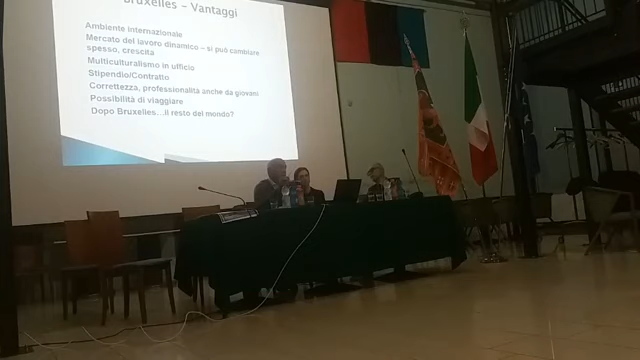 Bruxelles – Vantaggi
Ambiente internazionale
Mercato del lavoro dinamico – si può cambiare
spesso, crescita
Multiculturalismo in ufficio
Stipendio/Contratto
Correttezza, professionalità anche da giovani
Possibilità di viaggiare
Dopo Bruxelles...il resto del mondo?